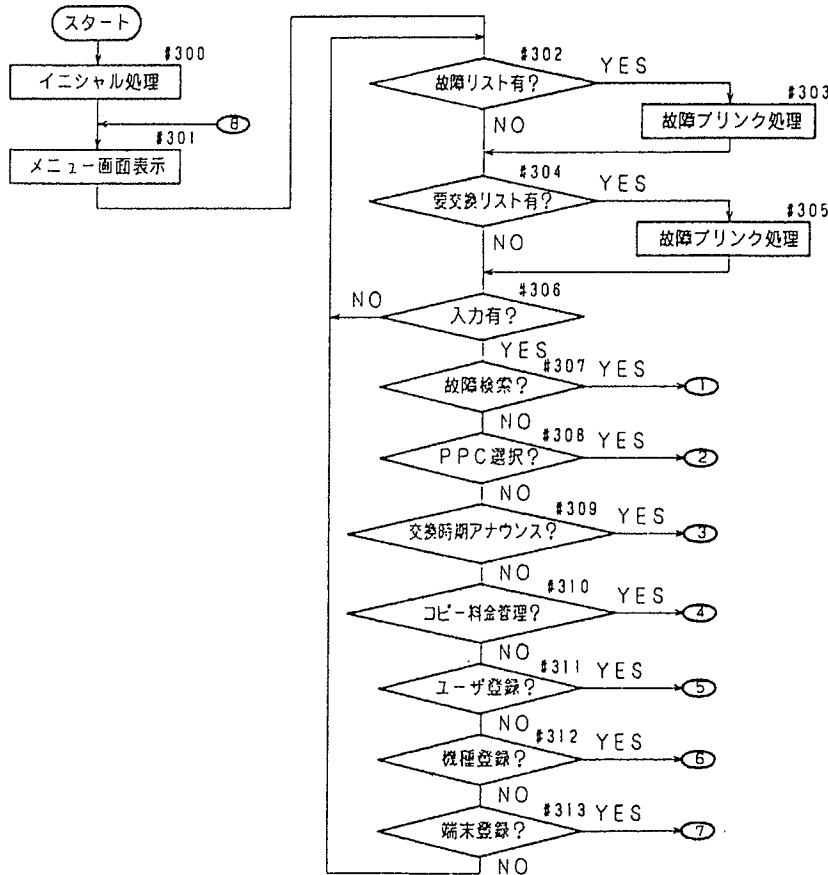 スタート
#300
イニシャル処理
8
#301
メニュー画面表示
#302
故障リスト有?
YES
#303
故障ブリンク処理
NO
#304
要交換リスト有?
YES
#305
故障ブリンク処理
NO
#306
入力有?
NO
YES
#307
故障検索?
YES
1
NO
#308
PPC選択?
YES
2
NO
#309
交換時期アナウンス?
YES
3
NO
#310
コピー料金管理?
YES
4
NO
#311
ユーザ登録?
YES
5
NO
#312
機種登録?
YES
6
NO
#313
端末登録?
YES
7
NO